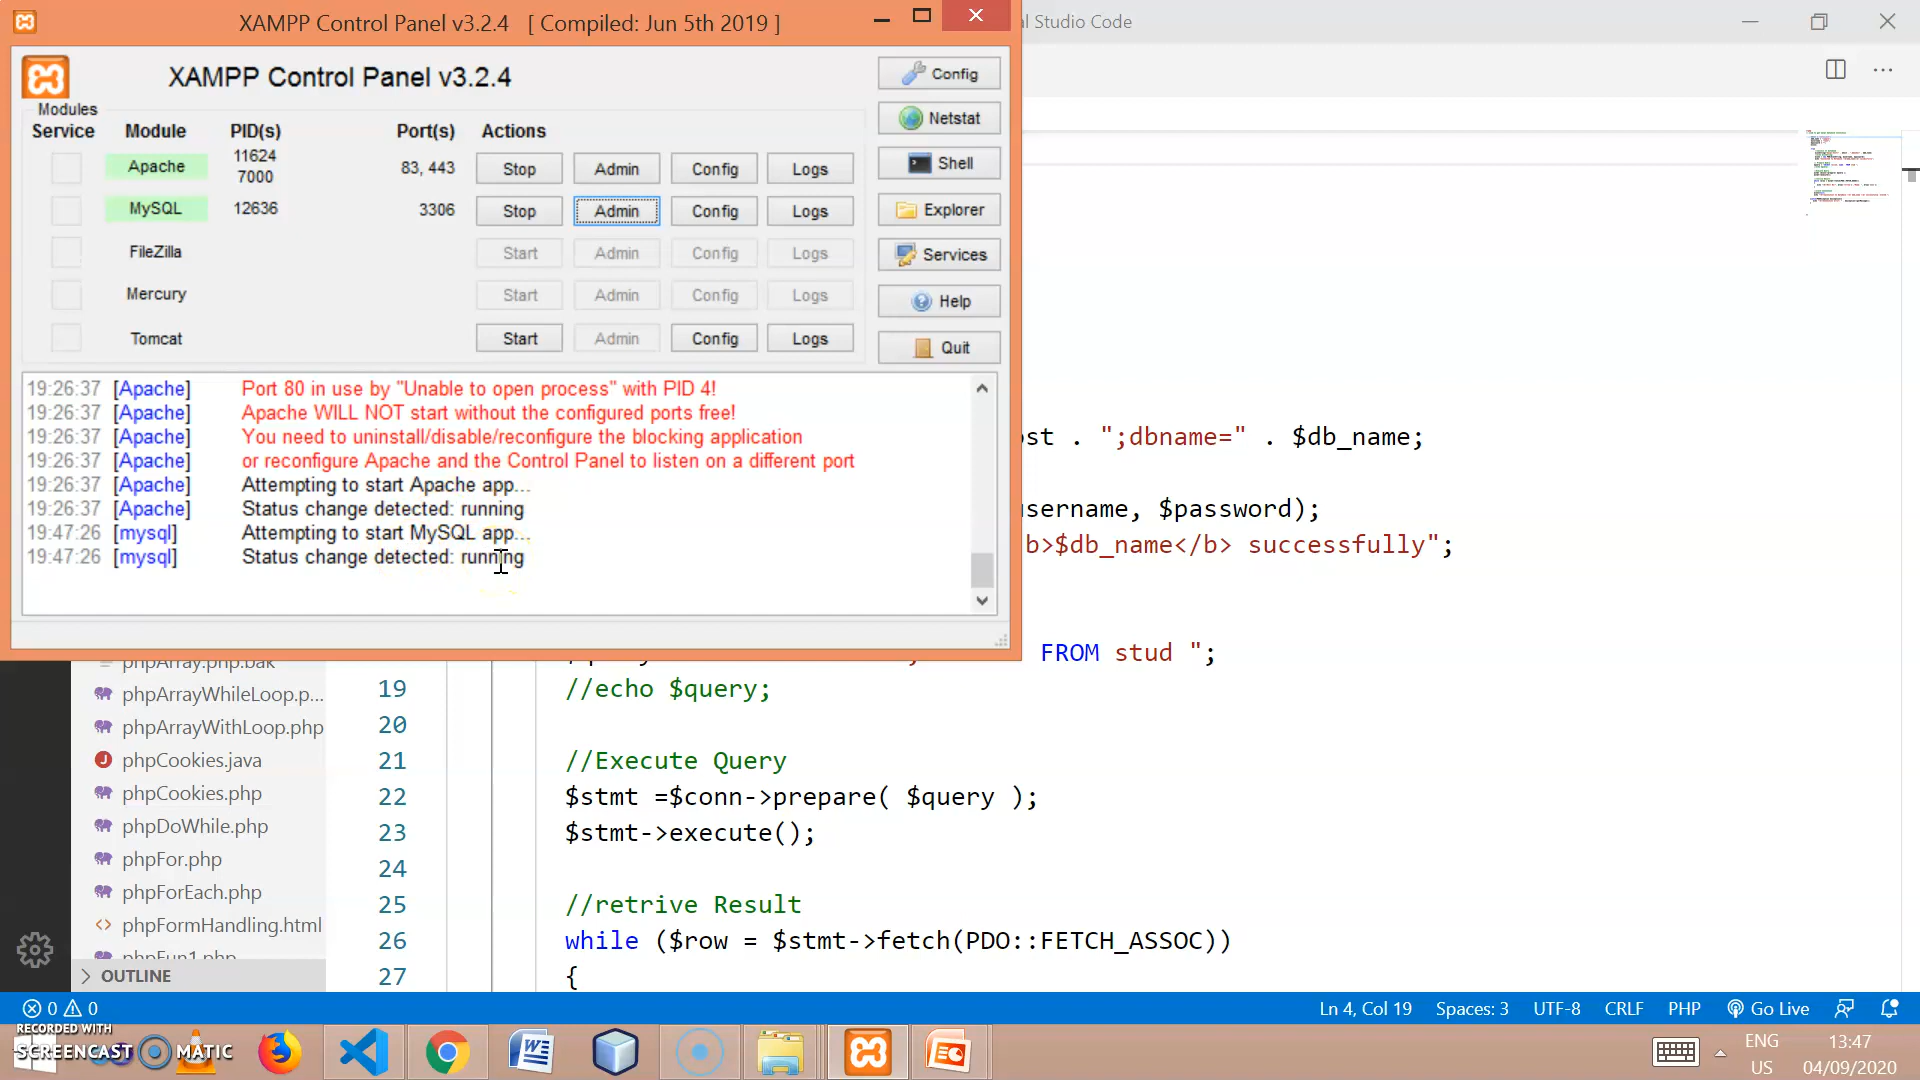 XAMPP Control Panel v3.2.4 [ Compiled: Jun 5th 2019 ]
l Studio Code
XAMPP Control Panel v3.2.4
Config
Modules
Service Module PID(s) Port(s) Actions
Netstat
Apache 11624 7000 83, 443 Stop Admin Config Logs
Shell
MySQL 12636 3306 Stop Admin Config Logs
Explorer
FileZilla Start Admin Config Logs
Services
Mercury Start Admin Config Logs
Help
Tomcat Start Admin Config Logs
Quit
19:26:37 [Apache] Port 80 in use by "Unable to open process" with PID 4!
19:26:37 [Apache] Apache WILL NOT start without the configured ports free!
19:26:37 [Apache] You need to uninstall/disable/reconfigure the blocking application
19:26:37 [Apache] or reconfigure Apache and the Control Panel to listen on a different port
19:26:37 [Apache] Attempting to start Apache app...
19:26:37 [Apache] Status change detected: running
19:47:26 [mysql] Attempting to start MySQL app...
19:47:26 [mysql] Status change detected: running
ost . ";dbname=" . $db_name;
sername, $password);
b>$db_name</b> successfully";
FROM stud ";
phpArray.php.bak
phpArrayWhileLoop.p...
phpArrayWithLoop.php
phpCookies.java
phpCookies.php
phpDoWhile.php
phpFor.php
phpForEach.php
phpFormHandling.html
phpFun1.php
OUTLINE
19 //echo $query;
20
21 //Execute Query
22 $stmt =$conn->prepare( $query );
23 $stmt->execute();
24
25 //retrive Result
26 while ($row = $stmt->fetch(PDO::FETCH_ASSOC))
27 {
0 0
Ln 4, Col 19 Spaces: 3 UTF-8 CRLF PHP Go Live
RECORDED WITH
SCREENCAST MATIC
ENG
US
13:47
04/09/2020